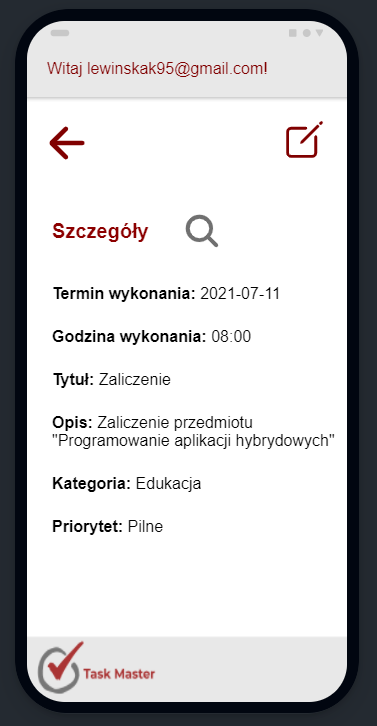 Witaj lewinskak95@gmail.com!
Szczegóły
Termin wykonania: 2021-07-11
Godzina wykonania: 08:00
Tytuł: Zaliczenie
Opis: Zaliczenie przedmiotu
"Programowanie aplikacji hybrydowych"
Kategoria: Edukacja
Priorytet: Pilne
Task Master